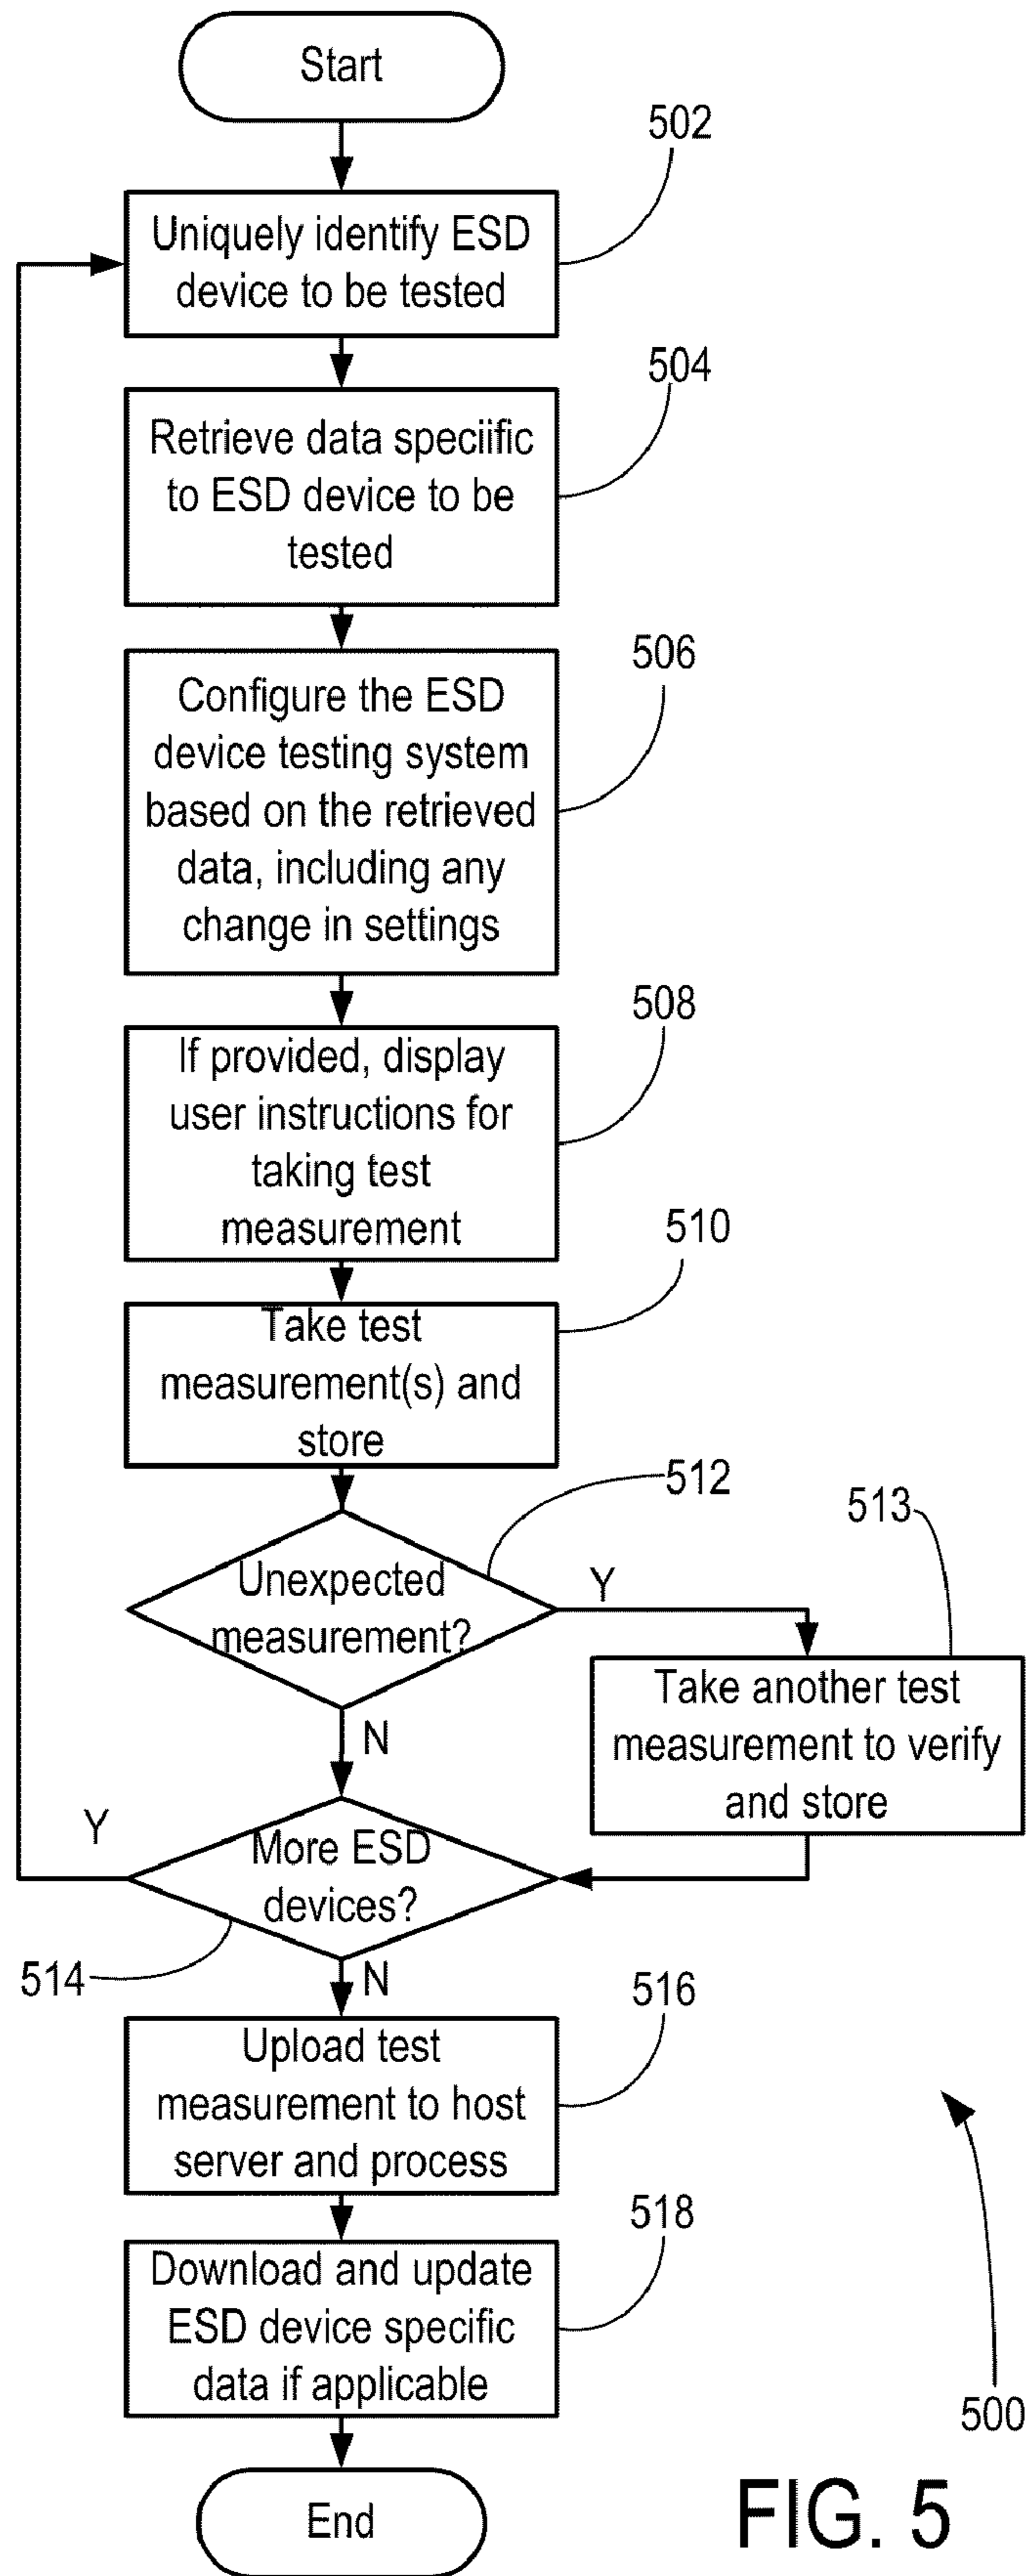 Start
502
Uniquely identify ESD
device to be tested
504
Retrieve data speciific
to ESD device to be
tested
506
Configure the ESD
device testing system
based on the retrieved
data, including any
change in settings
508
If provided, display
user instructions for
taking test
measurement
510
Take test
measurement(s) and
store
512
513
Unexpected
measurement?
Y
Take another test
measurement to verify
and store
N
Y
More ESD
devices?
514
N
516
Upload test
measurement to host
server and process
518
Download and update
ESD device specific
data if applicable
500
End
FIG. 5